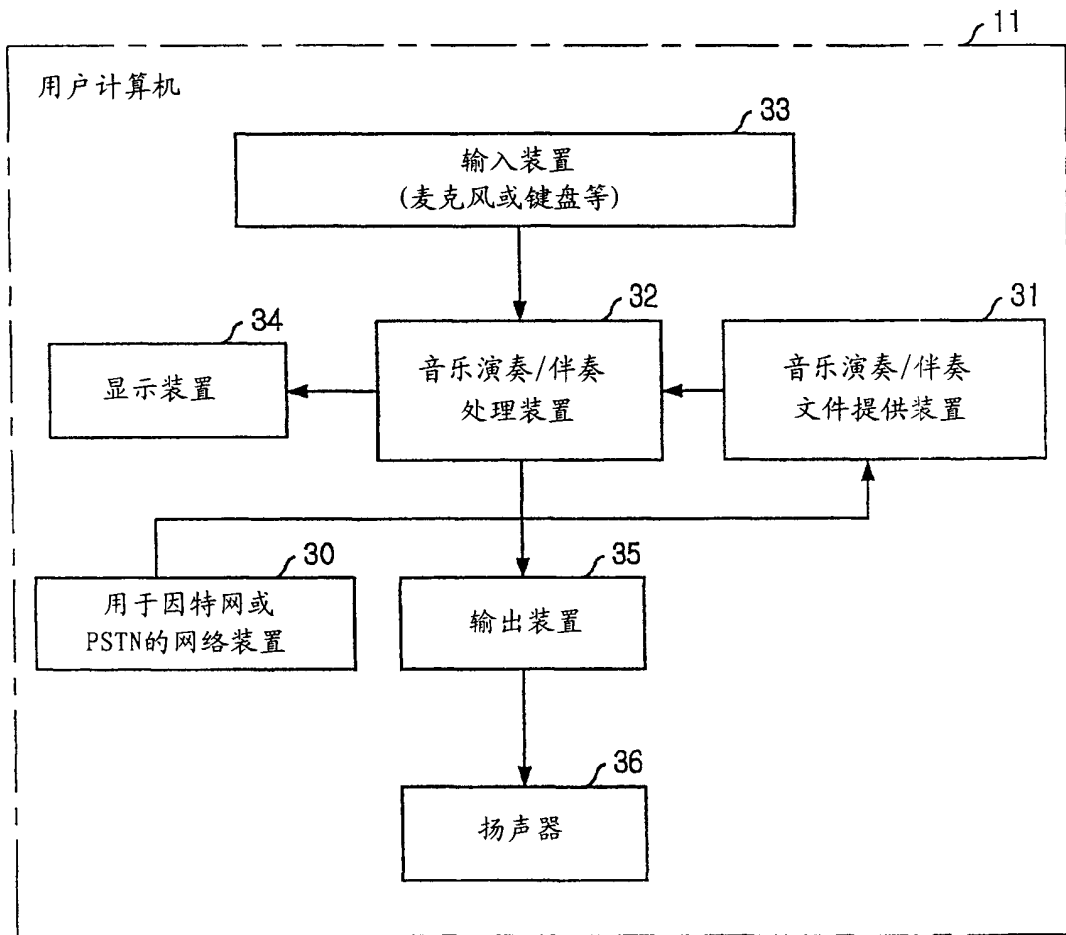 11
用户计算机
33
输入装置
(麦克风或键盘等)
32
31
34
音乐演奏/伴奏
处理装置
音乐演奏/伴奏
文件提供装置
显示装置
30
35
用于因特网或
PSTN的网络装置
输出装置
36
扬声器